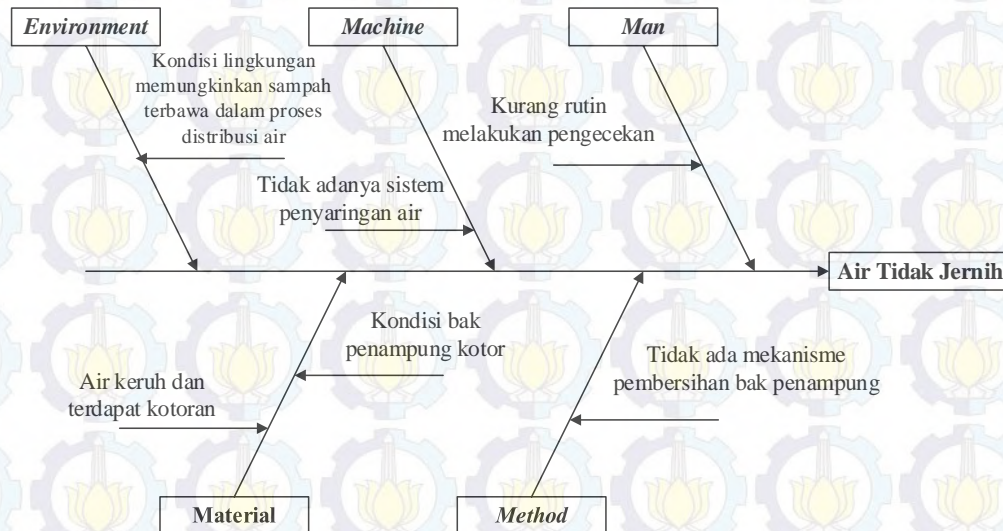 Environment
Machine
Man
Kondisi lingkungan
memungkinkan sampah
terbawa dalam proses
distribusi air
Kurang rutin
melakukan pengecekan
Tidak adanya sistem
penyaringan air
Air Tidak Jernih
Kondisi bak
penampung kotor
Tidak ada mekanisme
pembersihan bak penampung
Air keruh dan
terdapat kotoran
Material
Method